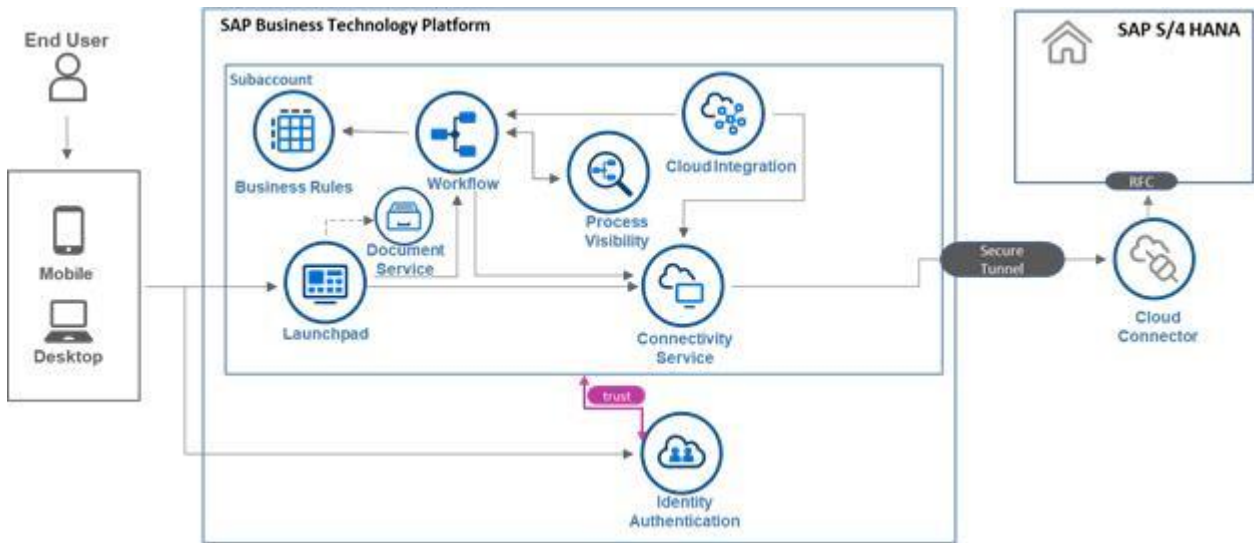 SAP Business Technology Platform
SAP S/4 HANA
End User
Subaccount
Business Rules
Workflow
Cloud Integration
Process
Visibility
Document
Service
RFC
Mobile
Desktop
Launchpad
Connectivity
Service
Secure
Tunnel
Cloud
Connector
trust
Identity
Authentication